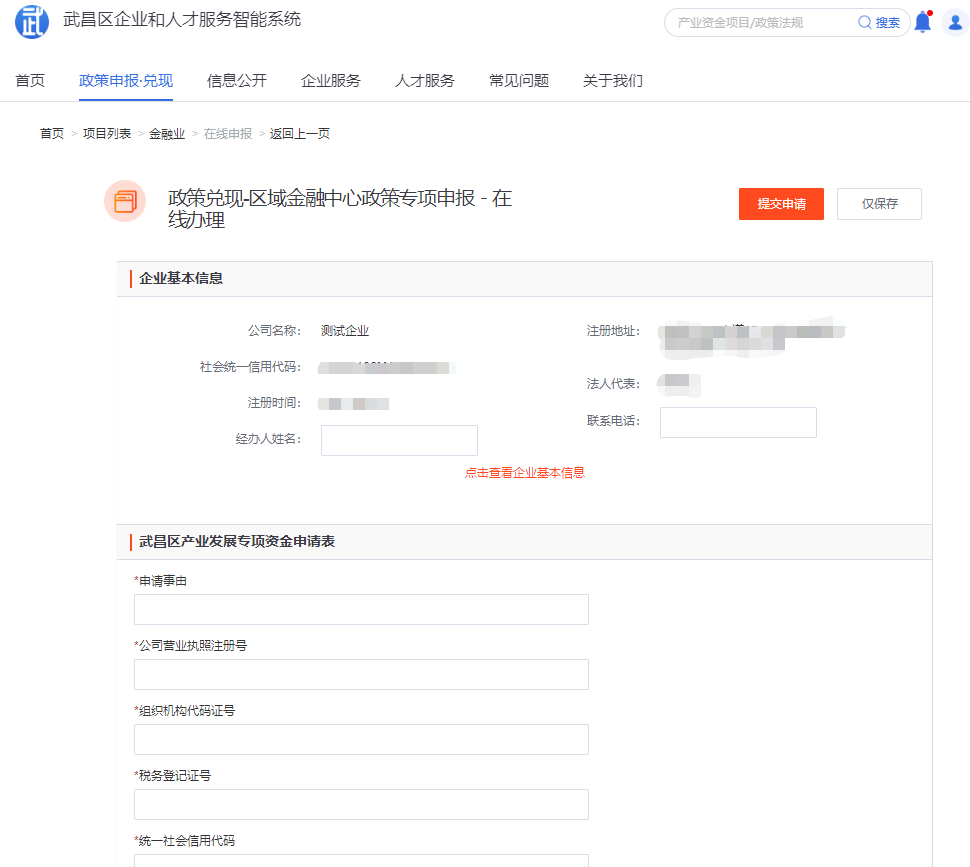 武昌区企业和人才服务智能系统
产业资金项目/政策法规 搜索
首页 政策申报·兑现 信息公开 企业服务 人才服务 常见问题 关于我们
首页 > 项目列表 > 金融业 > 在线申报 > 返回上一页
政策兑现-区域金融中心政策专项申报 - 在
线办理
提交申请 仅保存
企业基本信息
公司名称: 测试企业
注册地址:
社会统一信用代码:
法人代表:
注册时间:
联系电话:
经办人姓名:
点击查看企业基本信息
武昌区产业发展专项资金申请表
*申请事由
*公司营业执照注册号
*组织机构代码证号
*税务登记证号
*统一社会信用代码